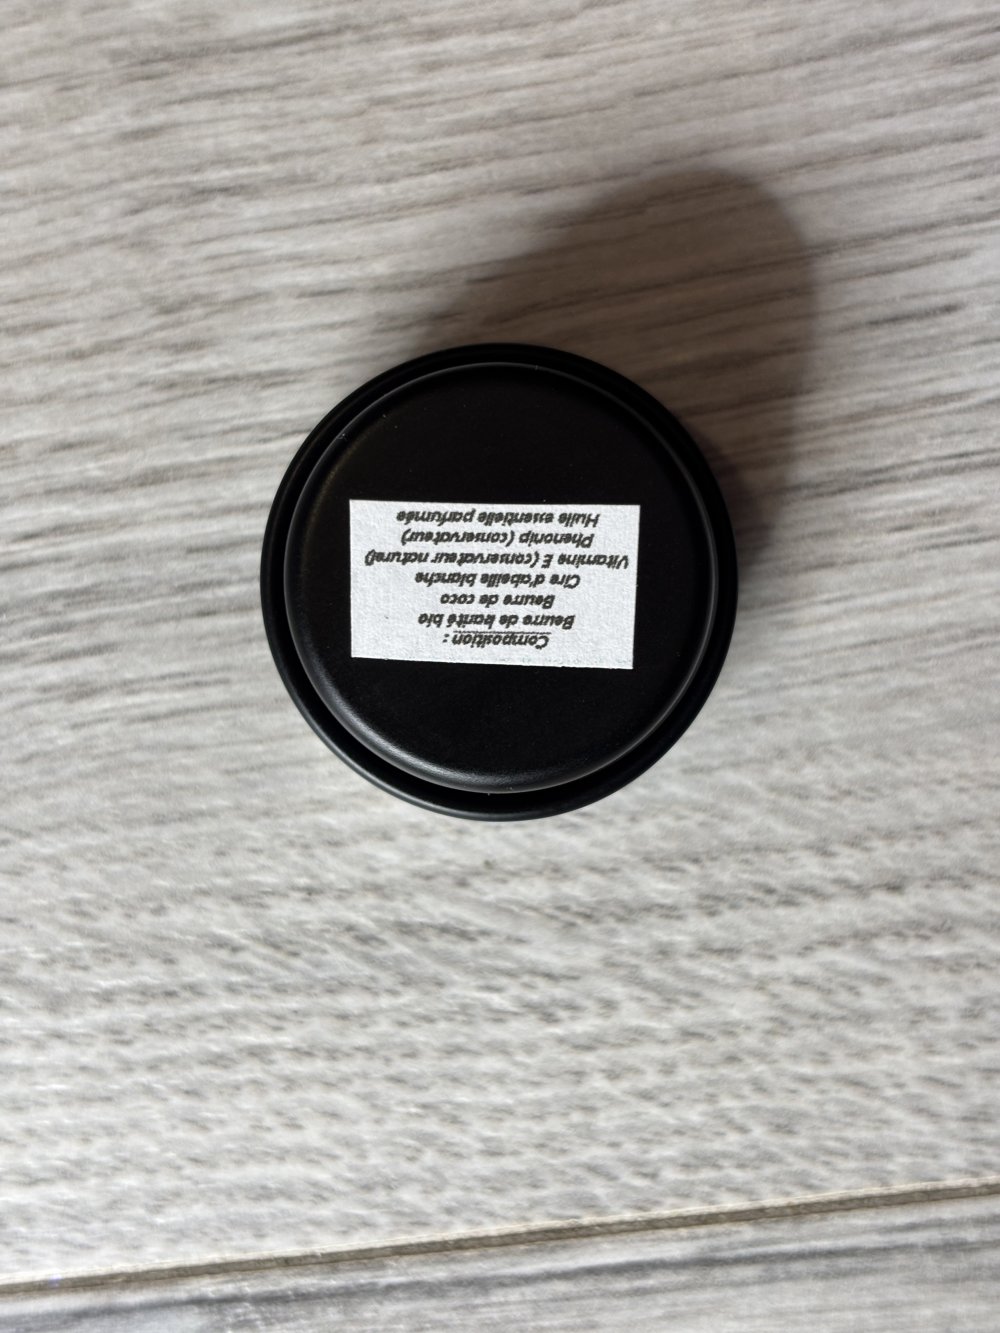 Composition :
Beurre de karité bio
Beurre de coco
Cire d'abeille blanche
Vitamine E (conservateur naturel)
Phenonip (conservateur)
Huile essentielle parfumée